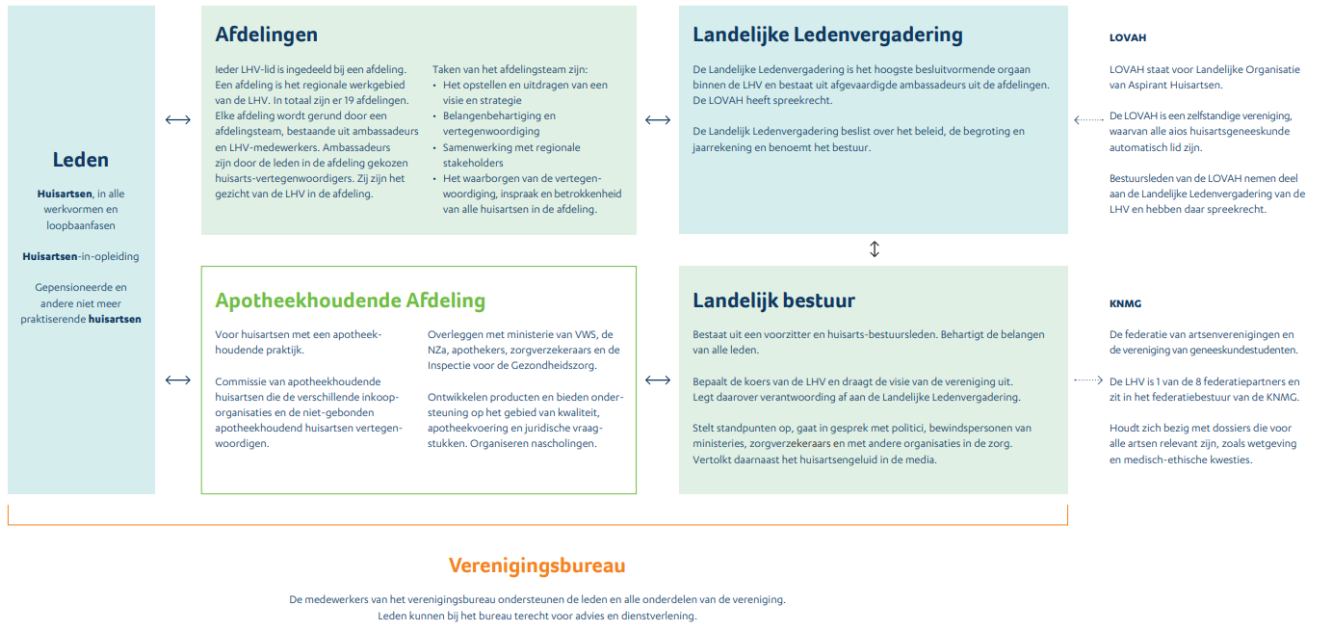 Leden
Huisartsen, in alle
werkvormen en
loopbaanfasen
Huisartsen-in-opleiding
Gepensioneerde en
andere niet meer
praktiserende huisartsen
Afdelingen
Ieder LHV-lid is ingedeeld bij een afdeling.
Een afdeling is het regionale werkgebied
van de LHV. In totaal zijn er 19 afdelingen.
Elke afdeling wordt gerund door een
afdelingsteam, bestaande uit ambassadeurs
en LHV-medewerkers. Ambassadeurs
zijn door de leden in de afdeling gekozen
huisarts-vertegenwoordigers. Zij zijn het
gezicht van de LHV in de afdeling.
Taken van het afdelingsteam zijn:
• Het opstellen en uitdragen van een
visie en strategie
• Belangenbehartiging en
vertegenwoordiging
• Samenwerking met regionale
stakeholders
• Het waarborgen van de vertegen-
woordiging, inspraak en betrokkenheid
van alle huisartsen in de afdeling.
Landelijke Ledenvergadering
De Landelijke Ledenvergadering is het hoogste besluitvormende orgaan
binnen de LHV en bestaat uit afgevaardigde ambassadeurs uit de afdelingen.
De LOVAH heeft spreekrecht.
De Landelijk Ledenvergadering beslist over het beleid, de begroting en
jaarrekening en benoemt het bestuur.
LOVAH
LOVAH staat voor Landelijke Organisatie
van Aspirant Huisartsen.
De LOVAH is een zelfstandige vereniging,
waarvan alle aios huisartsgeneeskunde
automatisch lid zijn.
Bestuursleden van de LOVAH nemen deel
aan de Landelijke Ledenvergadering van de
LHV en hebben daar spreekrecht.
Apotheekhoudende Afdeling
Voor huisartsen met een apotheek-
houdende praktijk.
Commissie van apotheekhoudende
huisartsen die de verschillende inkoop-
organisaties en de niet-gebonden
apotheekhoudend huisartsen vertegen-
woordigen.
Overleggen met ministerie van VWS, de
NZa, apothekers, zorgverzekeraars en de
Inspectie voor de Gezondheidszorg.
Ontwikkelen producten en bieden onder-
steuning op het gebied van kwaliteit,
apotheekvoering en juridische vraag-
stukken. Organiseren nascholingen.
Landelijk bestuur
Bestaat uit een voorzitter en huisarts-bestuursleden. Behartigt de belangen
van alle leden.
Bepaalt de koers van de LHV en draagt de visie van de vereniging uit.
Legt daarover verantwoording af aan de Landelijke Ledenvergadering.
Stelt standpunten op, gaat in gesprek met politici, bewindspersonen van
ministeries, zorgverzekeraars en met andere organisaties in de zorg.
Vertolkt daarnaast het huisartsengeluid in de media.
KNMG
De federatie van artsenverenigingen en
de vereniging van geneeskundestudenten.
De LHV is 1 van de 8 federatiepartners en
zit in het federatiebestuur van de KNMG.
Houdt zich bezig met dossiers die voor
alle artsen relevant zijn, zoals wetgeving
en medisch-ethische kwesties.
Verenigingsbureau
De medewerkers van het verenigingsbureau ondersteunen de leden en alle onderdelen van de vereniging.
Leden kunnen bij het bureau terecht voor advies en dienstverlening.